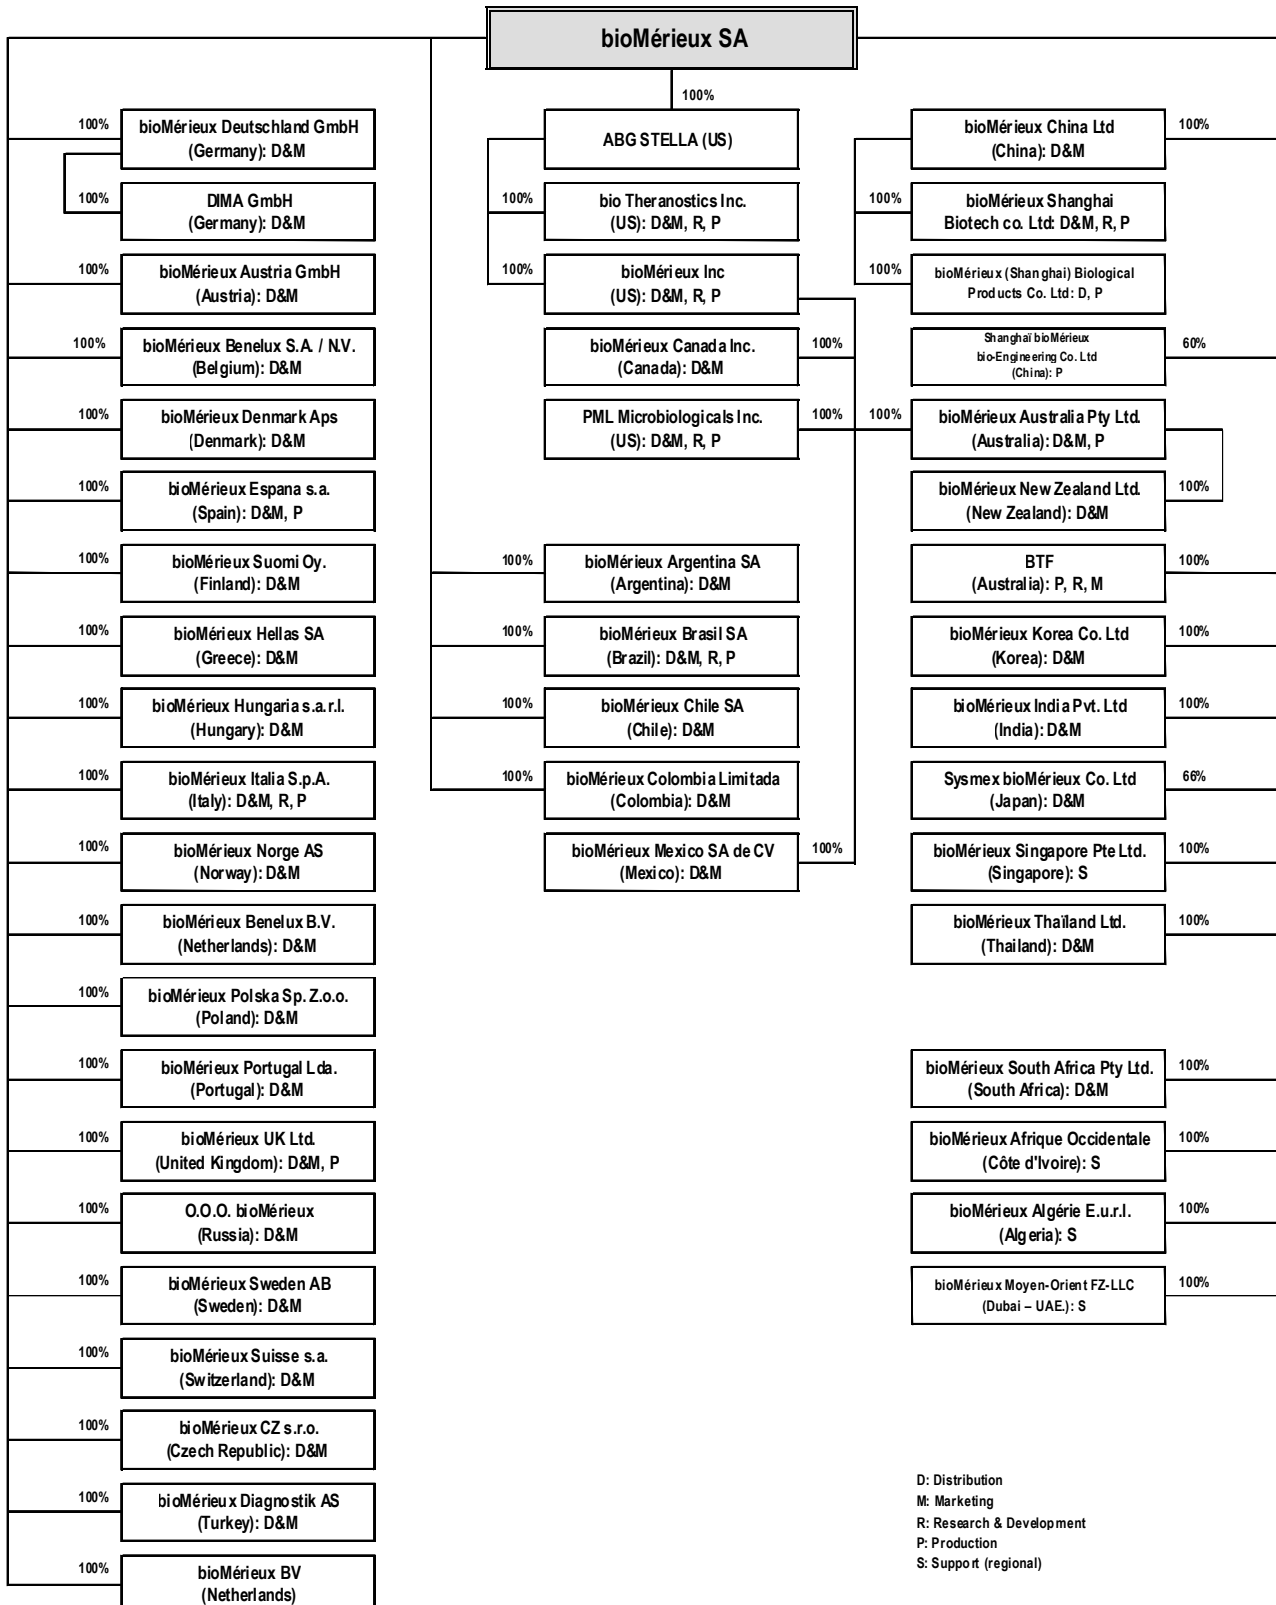 bioMérieux SA
100%
100%
bioMérieux Deutschland GmbH
(Germany): D&M
100%
DIMA GmbH
(Germany): D&M
100%
bioMérieux Austria GmbH
(Austria): D&M
100%
bioMérieux Benelux S.A. / N.V.
(Belgium): D&M
100%
bioMérieux Denmark Aps
(Denmark): D&M
100%
bioMérieux Espana s.a.
(Spain): D&M, P
100%
bioMérieux Suomi Oy.
(Finland): D&M
100%
bioMérieux Hellas SA
(Greece): D&M
100%
bioMérieux Hungaria s.a.r.l.
(Hungary): D&M
100%
bioMérieux Italia S.p.A.
(Italy): D&M, R, P
100%
bioMérieux Norge AS
(Norway): D&M
100%
bioMérieux Benelux B.V.
(Netherlands): D&M
100%
bioMérieux Polska Sp. Z.o.o.
(Poland): D&M
100%
bioMérieux Portugal Lda.
(Portugal): D&M
100%
bioMérieux UK Ltd.
(United Kingdom): D&M, P
100%
O.O.O. bioMérieux
(Russia): D&M
100%
bioMérieux Sweden AB
(Sweden): D&M
100%
bioMérieux Suisse s.a.
(Switzerland): D&M
100%
bioMérieux CZ s.r.o.
(Czech Republic): D&M
100%
bioMérieux Diagnostik AS
(Turkey): D&M
100%
bioMérieux BV
(Netherlands)
ABG STELLA (US)
100%
bio Theranostics Inc.
(US): D&M, R, P
100%
bioMérieux Inc
(US): D&M, R, P
bioMérieux Canada Inc.
(Canada): D&M
100%
PML Microbiologicals Inc.
(US): D&M, R, P
100%
100%
bioMérieux Argentina SA
(Argentina): D&M
100%
bioMérieux Brasil SA
(Brazil): D&M, R, P
100%
bioMérieux Chile SA
(Chile): D&M
100%
bioMérieux Colombia Limitada
(Colombia): D&M
bioMérieux Mexico SA de CV
(Mexico): D&M
100%
bioMérieux China Ltd
(China): D&M
100%
100%
bioMérieux Shanghai
Biotech co. Ltd: D&M, R, P
100%
bioMérieux (Shanghai) Biological
Products Co. Ltd: D, P
Shanghaï bioMérieux
bio-Engineering Co. Ltd
(China): P
60%
100%
bioMérieux Australia Pty Ltd.
(Australia): D&M, P
bioMérieux New Zealand Ltd.
(New Zealand): D&M
100%
BTF
(Australia): P, R, M
100%
bioMérieux Korea Co. Ltd
(Korea): D&M
100%
bioMérieux India Pvt. Ltd
(India): D&M
100%
Sysmex bioMérieux Co. Ltd
(Japan): D&M
66%
bioMérieux Singapore Pte Ltd.
(Singapore): S
100%
bioMérieux Thaïland Ltd.
(Thailand): D&M
100%
bioMérieux South Africa Pty Ltd.
(South Africa): D&M
100%
bioMérieux Afrique Occidentale
(Côte d'Ivoire): S
100%
bioMérieux Algérie E.u.r.l.
(Algeria): S
100%
bioMérieux Moyen-Orient FZ-LLC
(Dubai – UAE.): S
100%
D: Distribution
M: Marketing
R: Research & Development
P: Production
S: Support (regional)